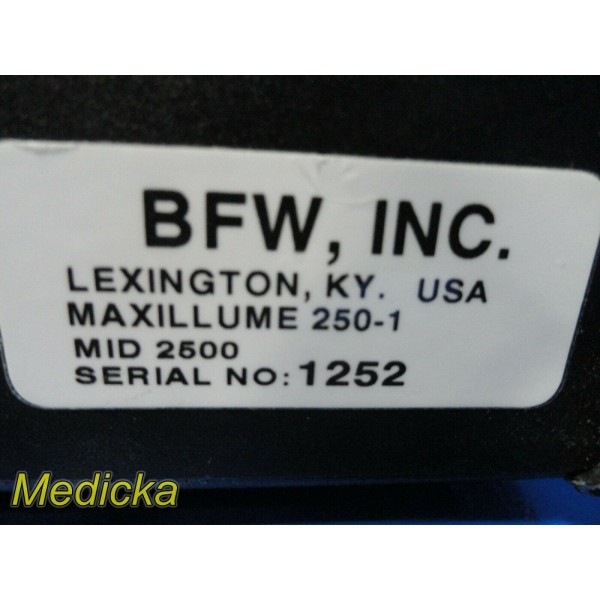 BFW, INC.
LEXINGTON, KY. USA
MAXILLUME 250-1
MID 2500
SERIAL NO: 1252
Medicka